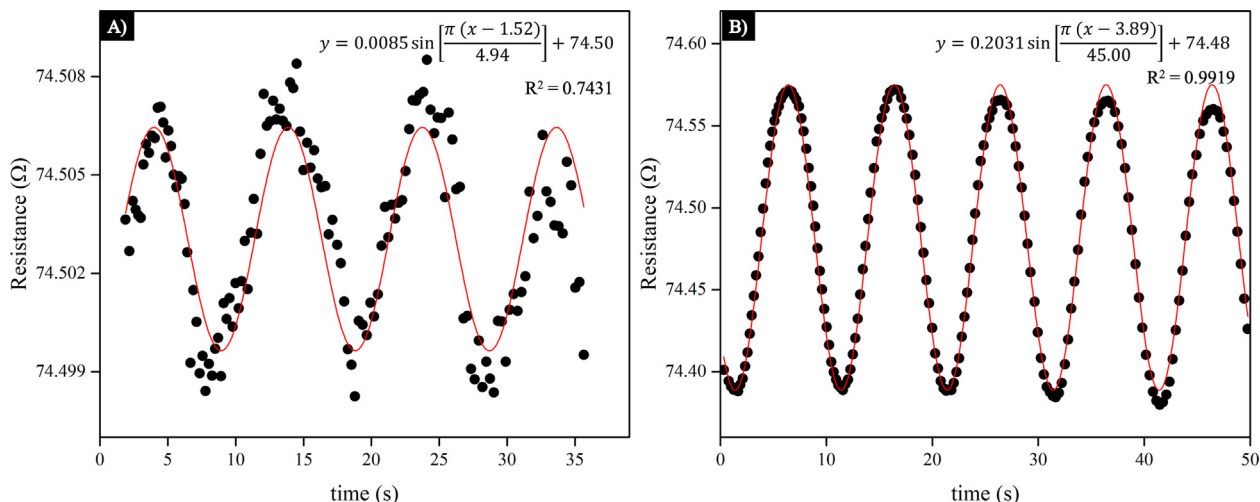 A)
y = 0.0085 sin [π (x − 1.52) / 4.94] + 74.50
R² = 0.7431
74.508
74.505
74.502
74.499
Resistance (Ω)
0 5 10 15 20 25 30 35
time (s)
B)
y = 0.2031 sin [π (x − 3.89) / 45.00] + 74.48
R² = 0.9919
74.60
74.55
74.50
74.45
74.40
Resistance (Ω)
0 10 20 30 40 50
time (s)